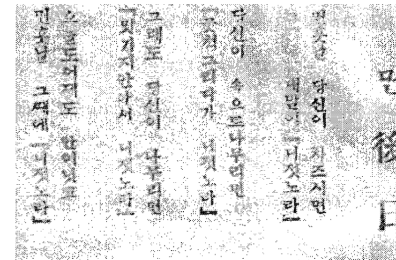 먼 後 日
먼훗날 당신이 차즈시면
내말이 「니젓노라」
당신이 속으로나무리면
「무척그리다가 니젓노라」
그래도 당신이 나무리면
「밋기지안아서 니젓노라」
오늘도어제도 안이닛고
먼훗날 그때에 「니젓노라」